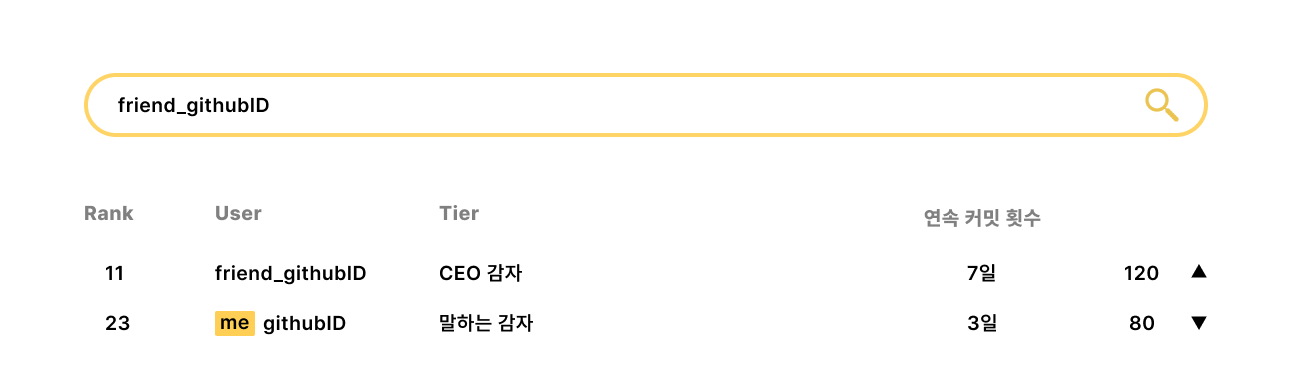 friend_githubID
Rank User Tier 연속 커밋 횟수
11 friend_githubID CEO 감자 7일 120 ▲
23 me githubID 말하는 감자 3일 80 ▼